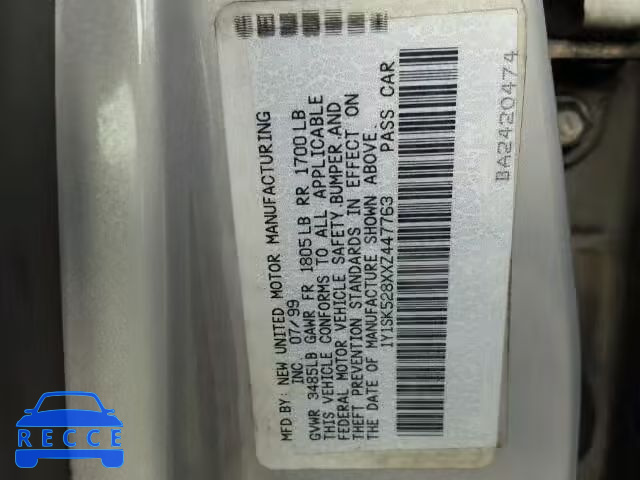 MFD BY: NEW UNITED MOTOR MANUFACTURING
INC 07/99
GVWR 3485LB GAWR FR 1805LB RR 1700LB
THIS VEHICLE CONFORMS TO ALL APPLICABLE
FEDERAL MOTOR VEHICLE SAFETY,BUMPER,AND
THEFT PREVENTION STANDARDS IN EFFECT ON
THE DATE OF MANUFACTURE SHOWN ABOVE.
1Y1SK528XXZ447763 PASS CAR
BA2420474
RECCE